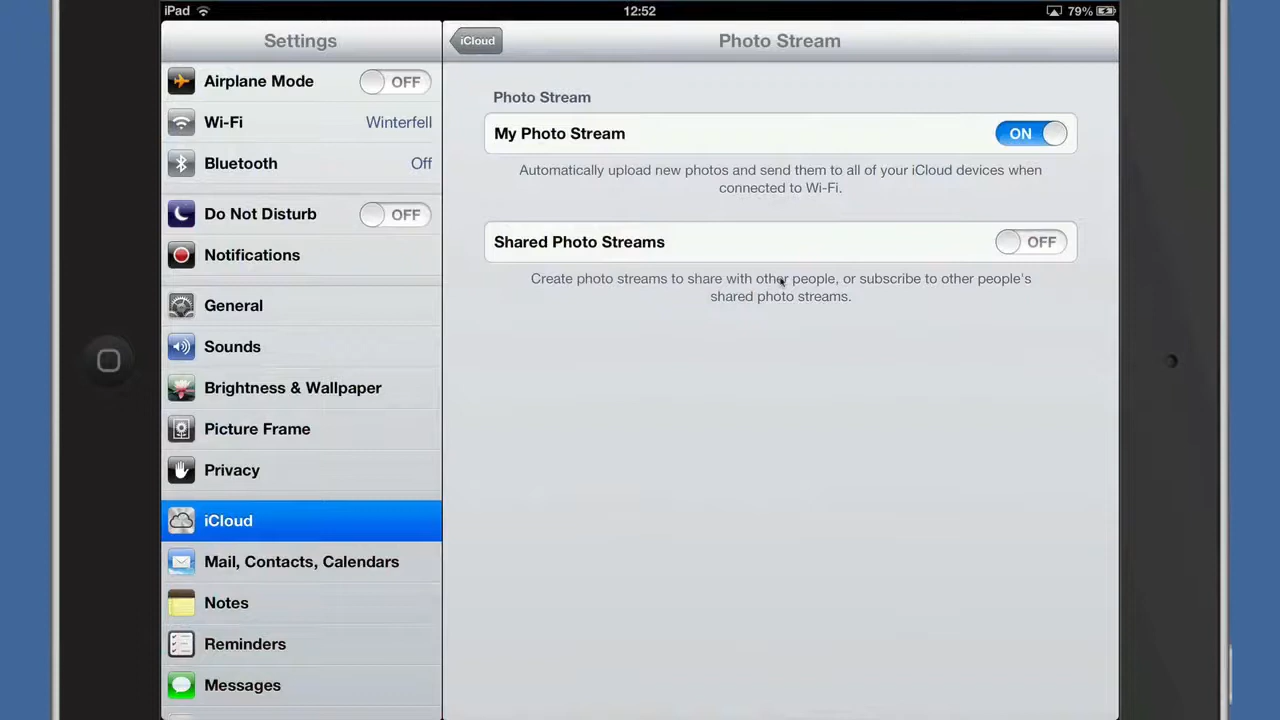 iPad
12:52
79%
Settings
iCloud
Photo Stream
Airplane Mode OFF
Wi-Fi Winterfell
Bluetooth Off
Do Not Disturb OFF
Notifications
General
Sounds
Brightness & Wallpaper
Picture Frame
Privacy
iCloud
Mail, Contacts, Calendars
Notes
Reminders
Messages
Photo Stream
My Photo Stream ON
Automatically upload new photos and send them to all of your iCloud devices when
connected to Wi-Fi.
Shared Photo Streams OFF
Create photo streams to share with other people, or subscribe to other people's
shared photo streams.